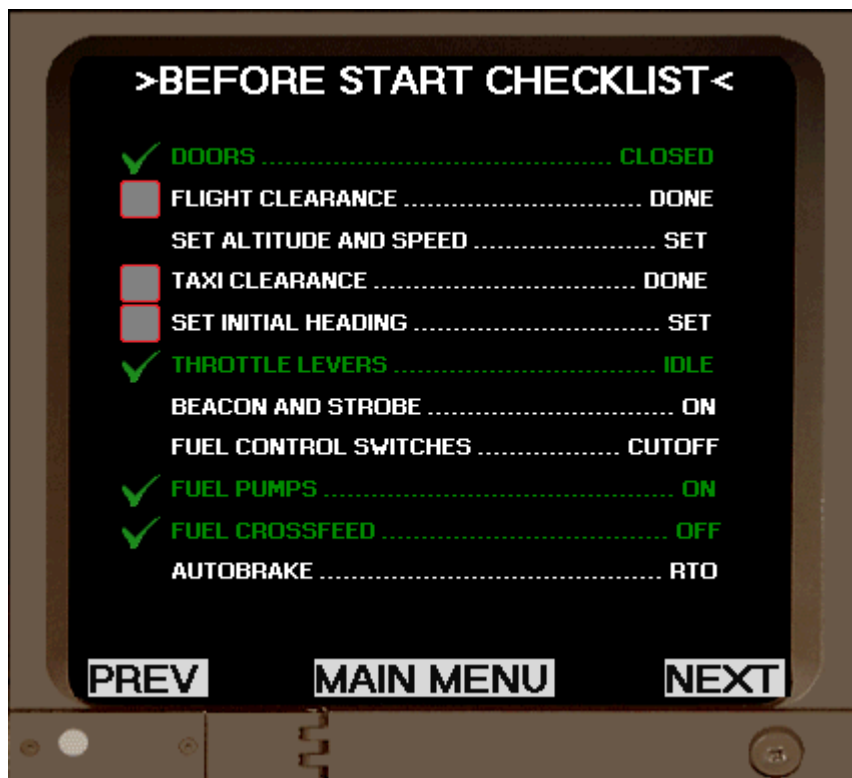 >BEFORE START CHECKLIST<
DOORS .......................................... CLOSED
FLIGHT CLEARANCE ............................. DONE
SET ALTITUDE AND SPEED ..................... SET
TAXI CLEARANCE ................................ DONE
SET INITIAL HEADING ............................ SET
THROTTLE LEVERS ................................ IDLE
BEACON AND STROBE .............................. ON
FUEL CONTROL SWITCHES ................. CUTOFF
FUEL PUMPS .......................................... ON
FUEL CROSSFEED ................................... OFF
AUTOBRAKE ......................................... RTO
PREV MAIN MENU NEXT